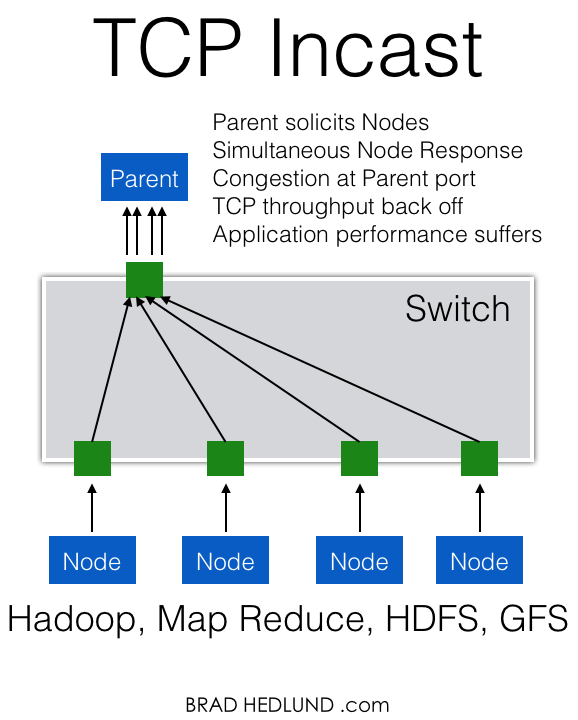 TCP Incast
Parent solicits Nodes
Simultaneous Node Response
Congestion at Parent port
TCP throughput back off
Application performance suffers
Parent
Switch
Node
Node
Node
Node
Hadoop, Map Reduce, HDFS, GFS
BRAD HEDLUND .com